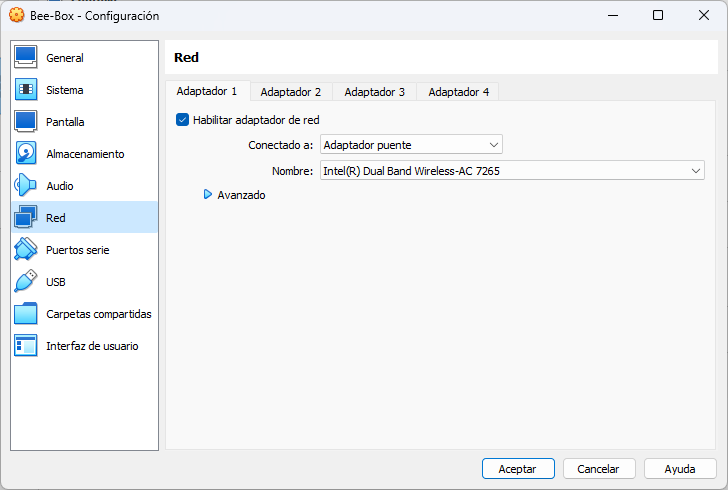 Bee-Box - Configuración
General
Sistema
Pantalla
Almacenamiento
Audio
Red
Puertos serie
USB
Carpetas compartidas
Interfaz de usuario
Red
Adaptador 1 Adaptador 2 Adaptador 3 Adaptador 4
Habilitar adaptador de red
Conectado a: Adaptador puente
Nombre: Intel(R) Dual Band Wireless-AC 7265
Avanzado
Aceptar Cancelar Ayuda